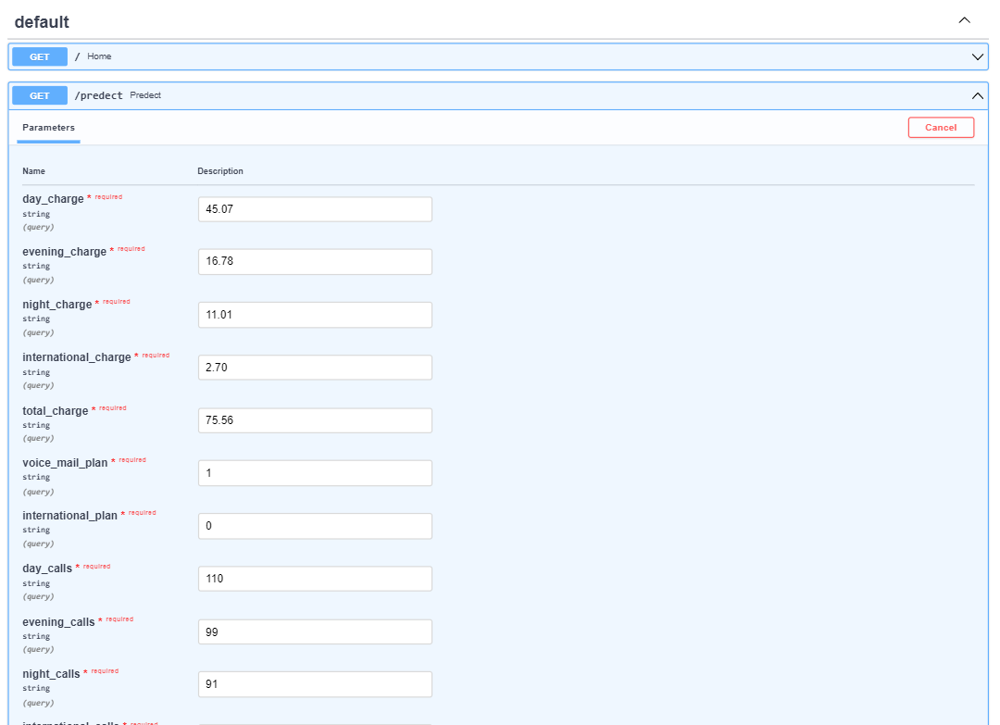 default
GET / Home
GET /predect Predect
Parameters
Cancel
Name Description
day_charge * required
string
(query)
45.07
evening_charge * required
string
(query)
16.78
night_charge * required
string
(query)
11.01
international_charge * required
string
(query)
2.70
total_charge * required
string
(query)
75.56
voice_mail_plan * required
string
(query)
1
international_plan * required
string
(query)
0
day_calls * required
string
(query)
110
evening_calls * required
string
(query)
99
night_calls * required
string
(query)
91
international_calls * required